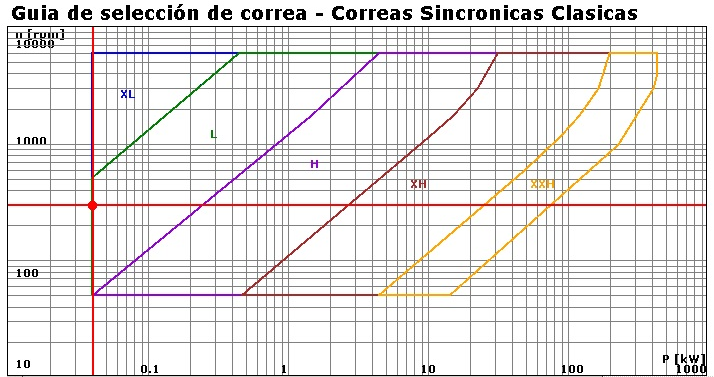 Guia de selección de correa - Correas Sincronicas Clasicas
n [rpm]
10000
XL
L
1000
H
XH
XXH
100
P [kW]
10
0.1
1
10
100
1000